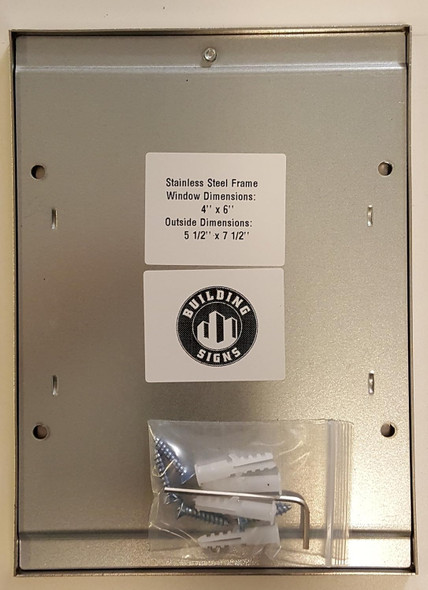 Stainless Steel Frame
Window Dimensions:
4'' x 6''
Outside Dimensions:
5 1/2'' x 7 1/2''
BUILDING
SIGNS